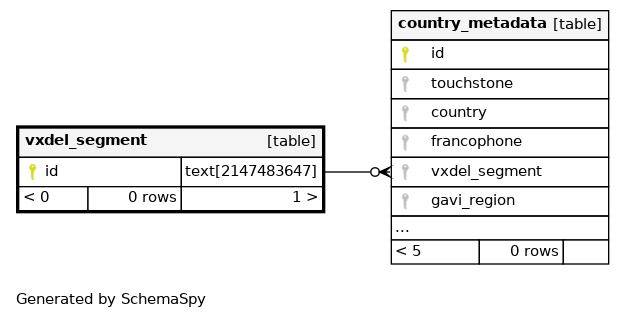 vxdel_segment [table]
id text[2147483647]
< 0 0 rows 1 >
country_metadata [table]
id
touchstone
country
francophone
vxdel_segment
gavi_region
...
< 5 0 rows
Generated by SchemaSpy